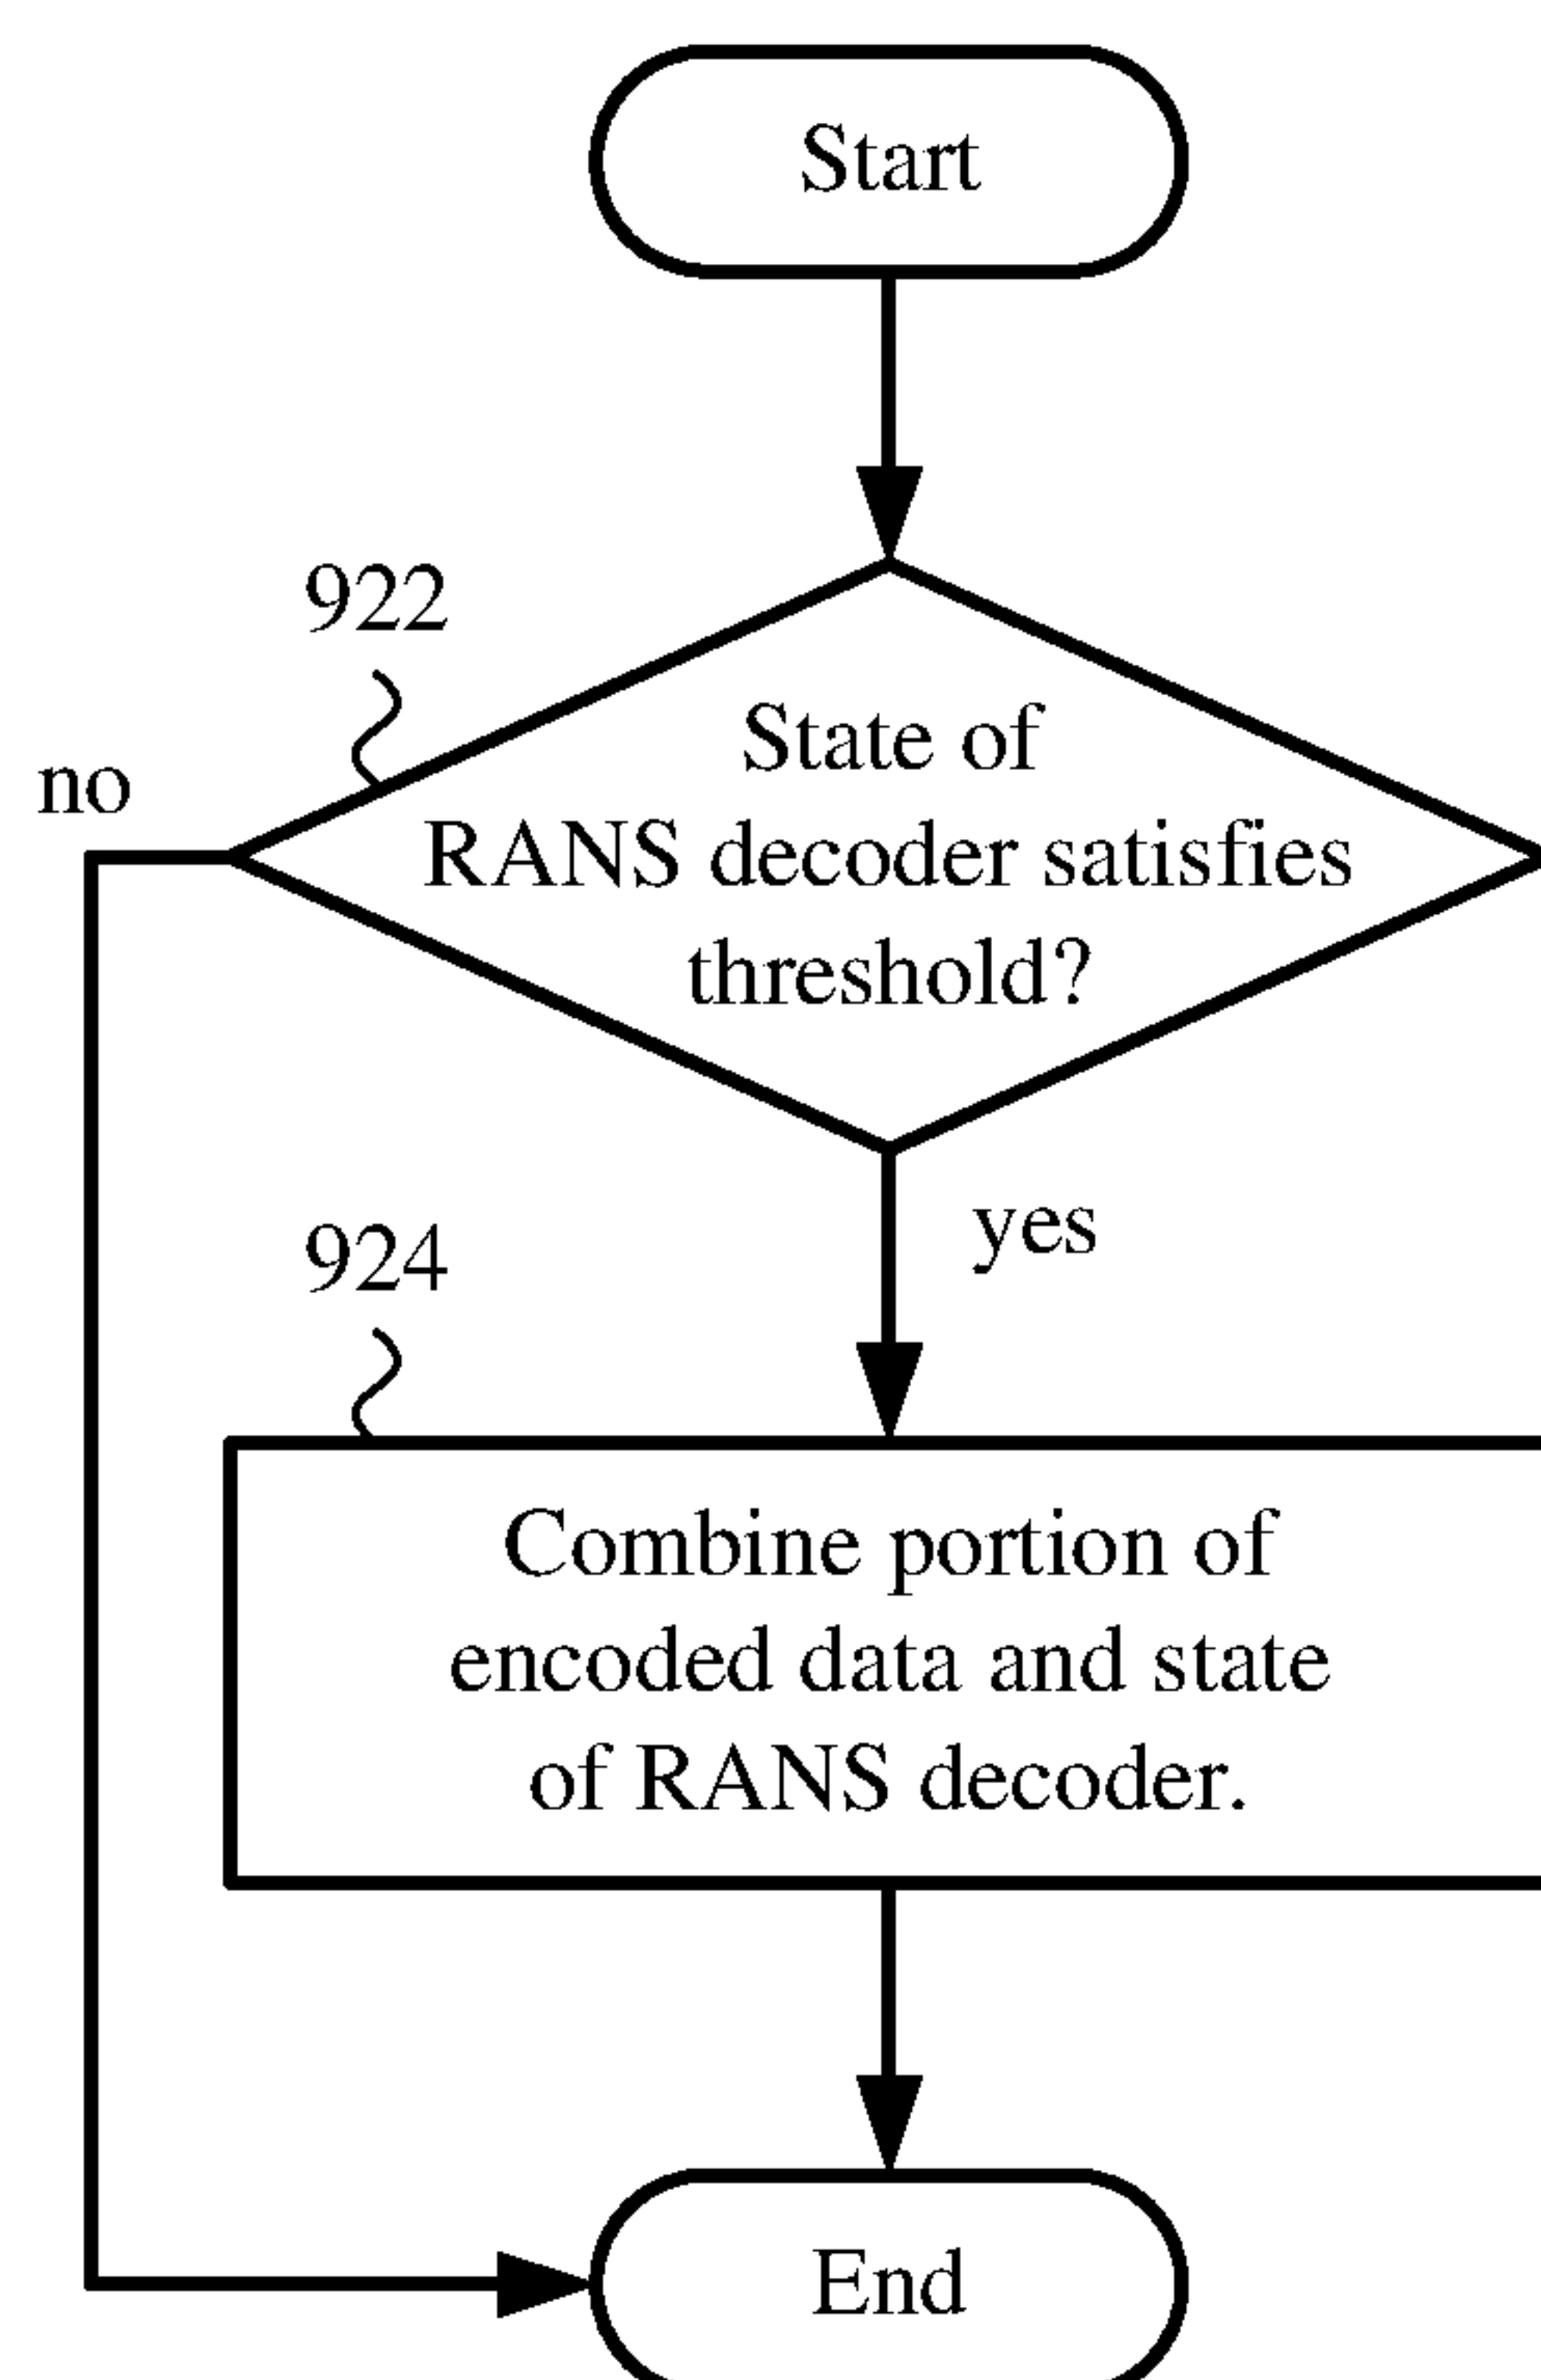 Start
922
State of
no
RANS decoder satisfies
threshold?
yes
924
Combine portion of
encoded data and state
of RANS decoder.
End